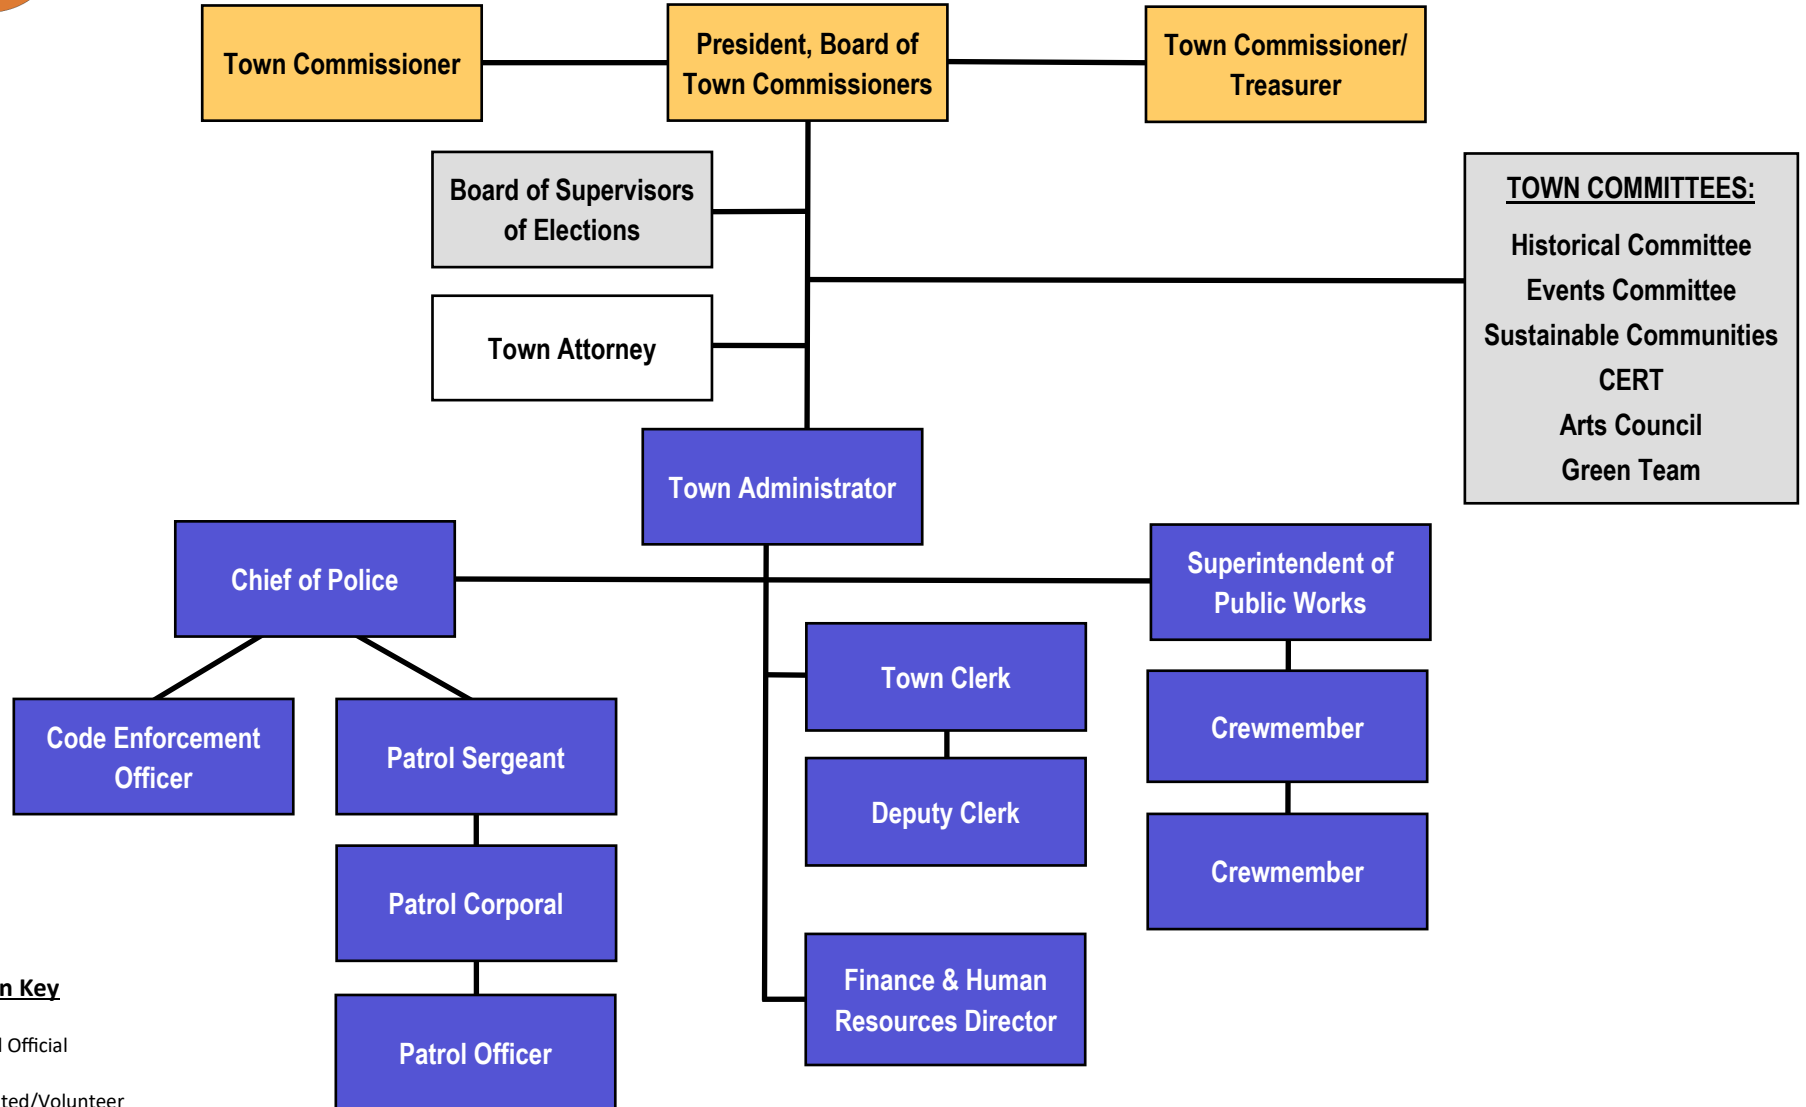 Town Commissioner
President, Board of
Town Commissioners
Town Commissioner/
Treasurer
Board of Supervisors
of Elections
TOWN COMMITTEES:
Historical Committee
Events Committee
Sustainable Communities
CERT
Arts Council
Green Team
Town Attorney
Town Administrator
Chief of Police
Superintendent of
Public Works
Code Enforcement
Officer
Patrol Sergeant
Town Clerk
Crewmember
Deputy Clerk
Patrol Corporal
Crewmember
Finance & Human
Resources Director
Patrol Officer
Key
Official
/Volunteer